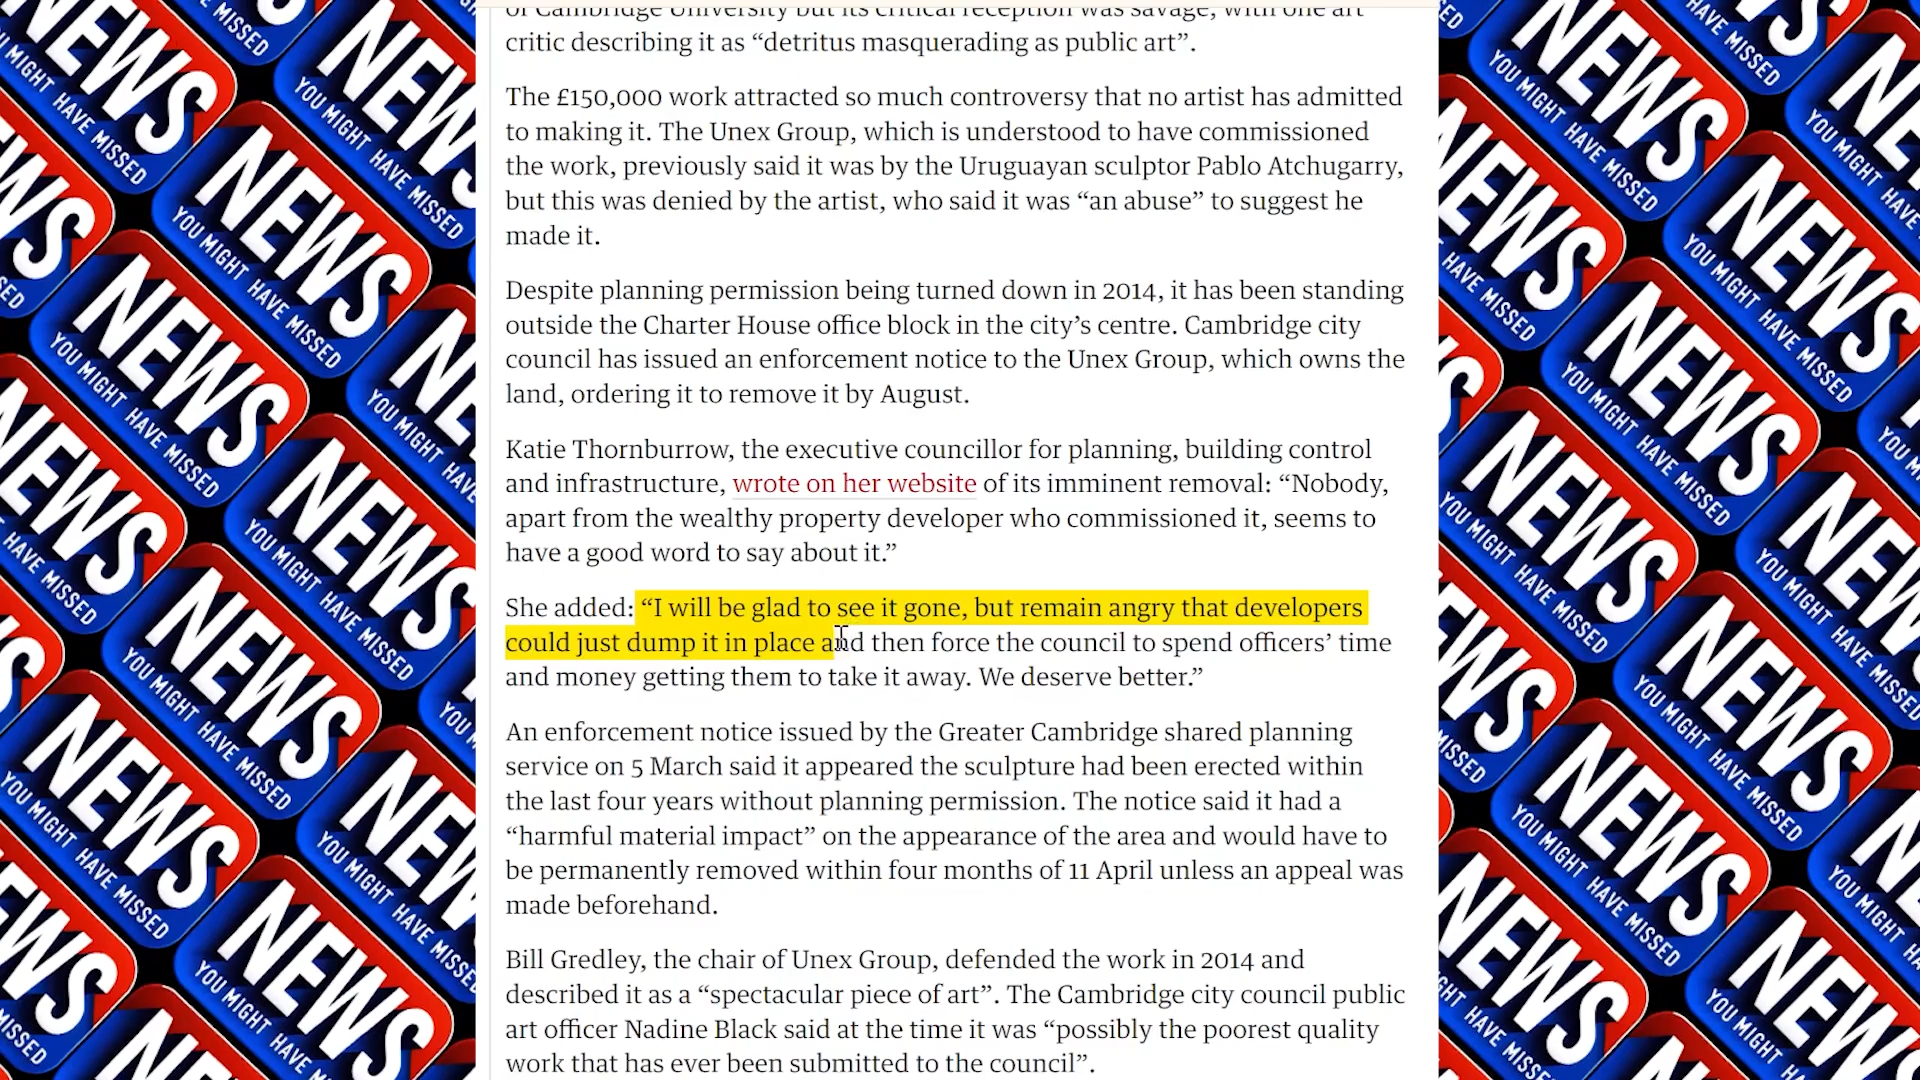 of Cambridge University but its critical reception was savage, with one art
critic describing it as “detritus masquerading as public art”.
The £150,000 work attracted so much controversy that no artist has admitted
to making it. The Unex Group, which is understood to have commissioned
the work, previously said it was by the Uruguayan sculptor Pablo Atchugarry,
but this was denied by the artist, who said it was “an abuse” to suggest he
made it.
Despite planning permission being turned down in 2014, it has been standing
outside the Charter House office block in the city’s centre. Cambridge city
council has issued an enforcement notice to the Unex Group, which owns the
land, ordering it to remove it by August.
Katie Thornburrow, the executive councillor for planning, building control
and infrastructure, wrote on her website of its imminent removal: “Nobody,
apart from the wealthy property developer who commissioned it, seems to
have a good word to say about it.”
She added: “I will be glad to see it gone, but remain angry that developers
could just dump it in place and then force the council to spend officers’ time
and money getting them to take it away. We deserve better.”
An enforcement notice issued by the Greater Cambridge shared planning
service on 5 March said it appeared the sculpture had been erected within
the last four years without planning permission. The notice said it had a
“harmful material impact” on the appearance of the area and would have to
be permanently removed within four months of 11 April unless an appeal was
made beforehand.
Bill Gredley, the chair of Unex Group, defended the work in 2014 and
described it as a “spectacular piece of art”. The Cambridge city council public
art officer Nadine Black said at the time it was “possibly the poorest quality
work that has ever been submitted to the council”.
NEWS
YOU MIGHT HAVE MISSED